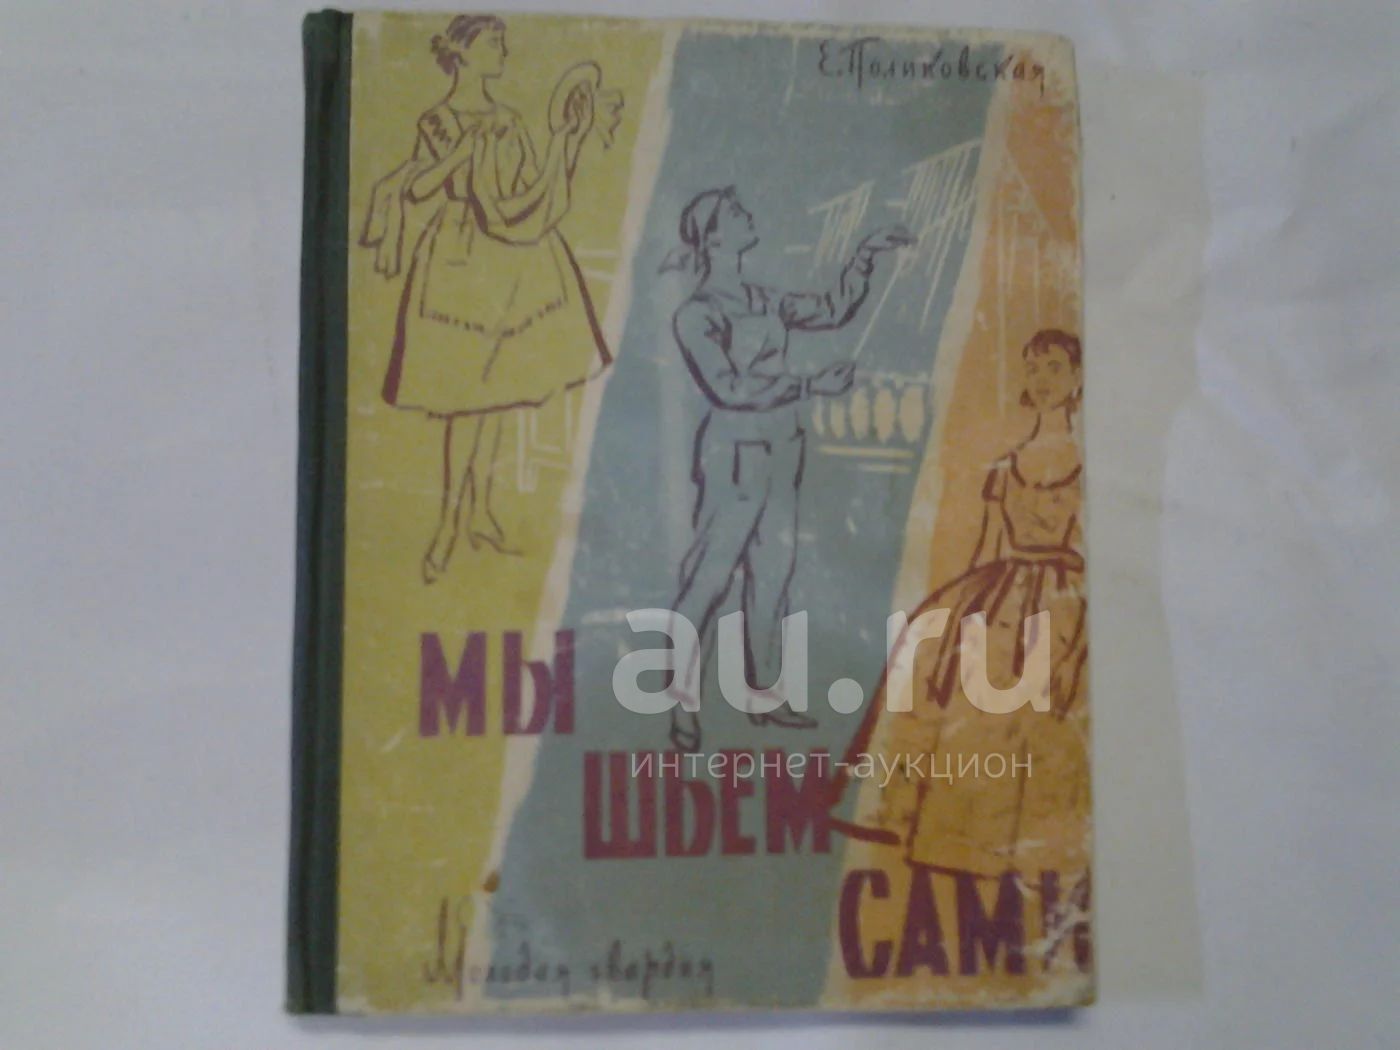 Е. Поликовская
МЫ
ШЬЕМ
САМИ
Молодая гвардия
au.ru
интернет-аукцион